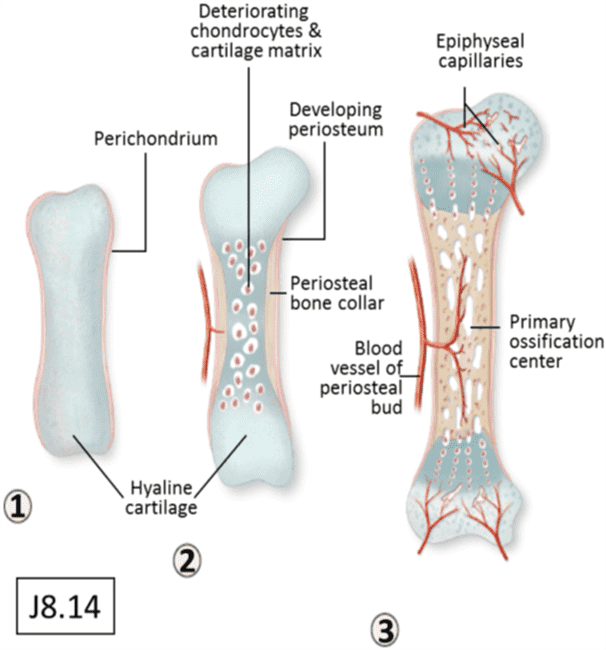 Deteriorating
chondrocytes &
cartilage matrix
Epiphyseal
capillaries
Developing
periosteum
Perichondrium
Periosteal
bone collar
Primary
ossification
center
Blood
vessel of
periosteal
bud
Hyaline
cartilage
1
2
3
J8.14